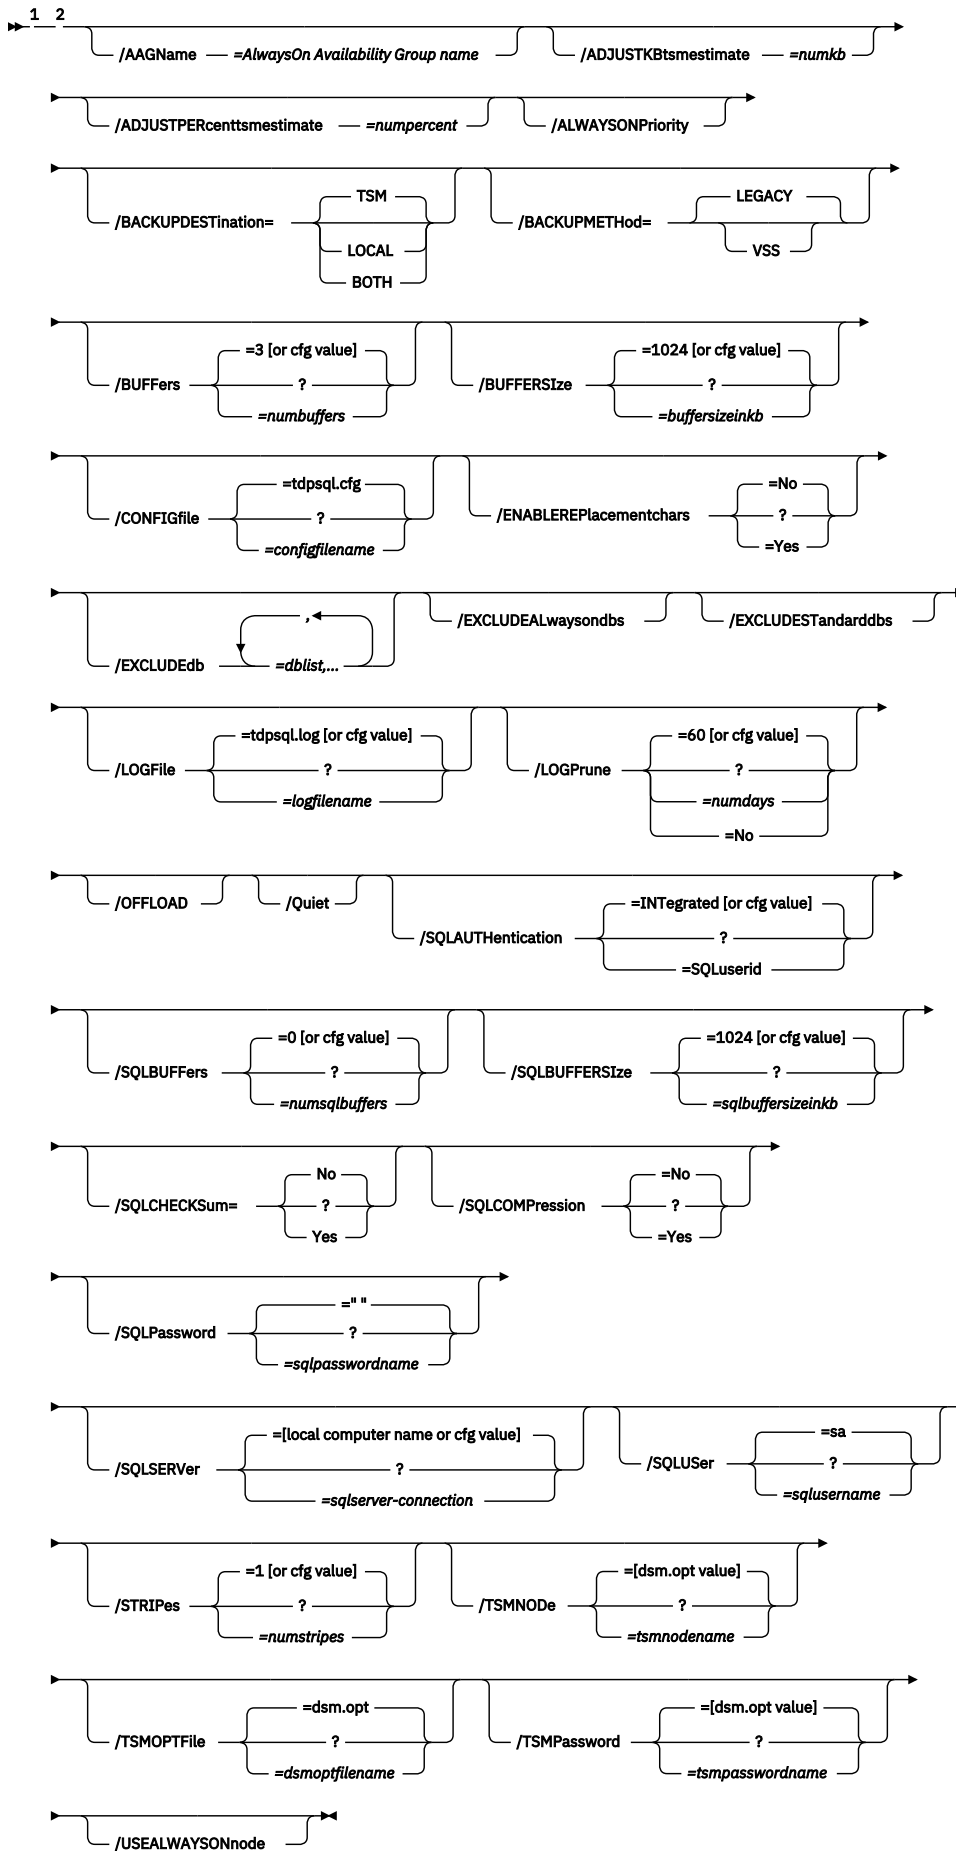 1 2
/AAGName =AlwaysOn Availability Group name /ADJUSTKBtsmestimate =numkb
/ADJUSTPERcenttsmestimate =numpercent /ALWAYSONPriority
/BACKUPDESTination= TSM LOCAL BOTH /BACKUPMETHod= LEGACY VSS
/BUFFers =3 [or cfg value] ? =numbuffers /BUFFERSIze =1024 [or cfg value] ? =buffersizeinkb
/CONFIGfile =tdpsql.cfg ? =configfilename /ENABLEREPlacementchars =No ? =Yes
/EXCLUDEdb , =dblist,... /EXCLUDEALwaysondbs /EXCLUDESTandarddbs
/LOGFile =tdpsql.log [or cfg value] ? =logfilename /LOGPrune =60 [or cfg value] ? =numdays =No
/OFFLOAD /Quiet /SQLAUTHentication =INTegrated [or cfg value] ? =SQLuserid
/SQLBUFFers =0 [or cfg value] ? =numsqlbuffers /SQLBUFFERSIze =1024 [or cfg value] ? =sqlbuffersizeinkb
/SQLCHECKSum= No ? Yes /SQLCOMPression =No ? =Yes
/SQLPassword =" " ? =sqlpasswordname
/SQLSERVer =[local computer name or cfg value] ? =sqlserver-connection /SQLUSer =sa ? =sqlusername
/STRIPes =1 [or cfg value] ? =numstripes /TSMNODe =[dsm.opt value] ? =tsmnodename
/TSMOPTFile =dsm.opt ? =dsmoptfilename /TSMPassword =[dsm.opt value] ? =tsmpasswordname
/USEALWAYSONnode